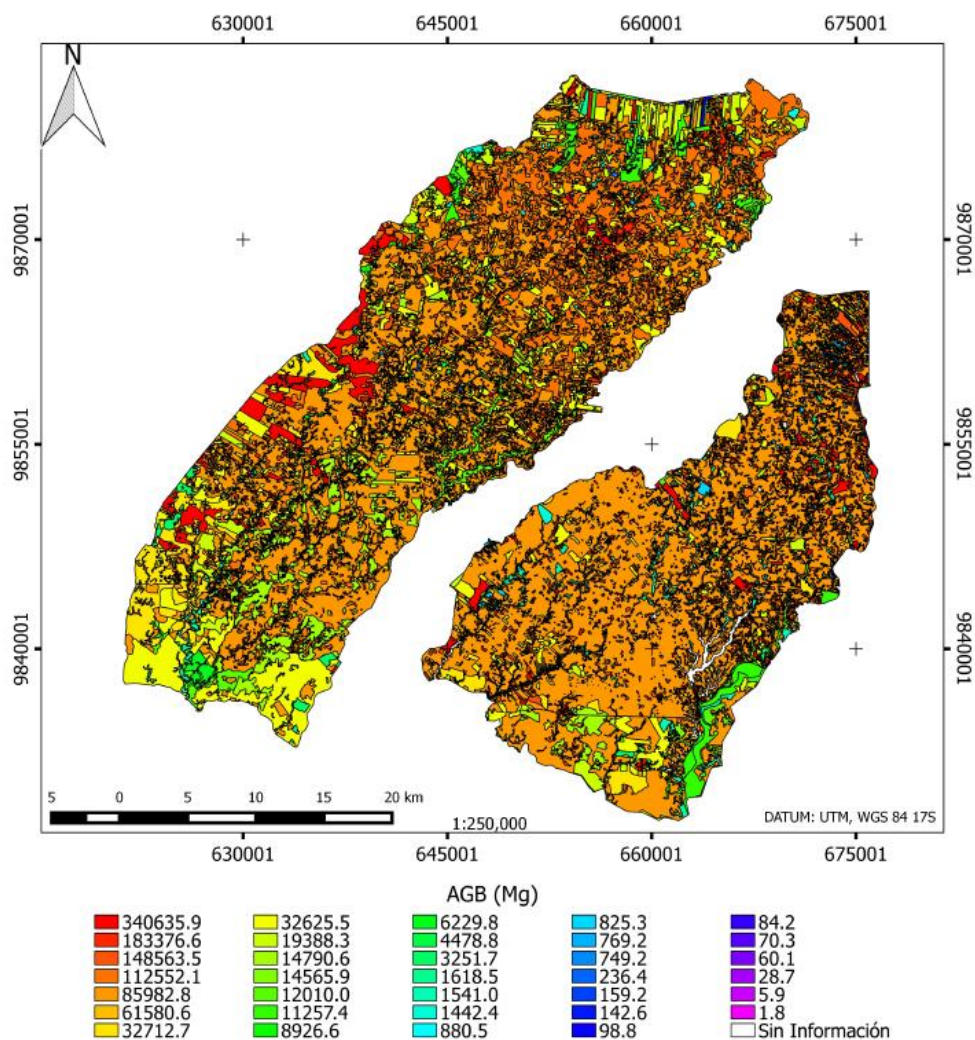 630001 645001 660001 675001
N
9870001 9870001
9855001 9855001
9840001 9840001
5 0 5 10 15 20 km
1:250,000
DATUM: UTM, WGS 84 17S
630001 645001 660001 675001
AGB (Mg)
340635.9 32625.5 6229.8 825.3 84.2
183376.6 19388.3 4478.8 769.2 70.3
148563.5 14790.6 3251.7 749.2 60.1
112552.1 14565.9 1618.5 236.4 28.7
85982.8 12010.0 1541.0 159.2 5.9
61580.6 11257.4 1442.4 142.6 1.8
32712.7 8926.6 880.5 98.8 Sin Información